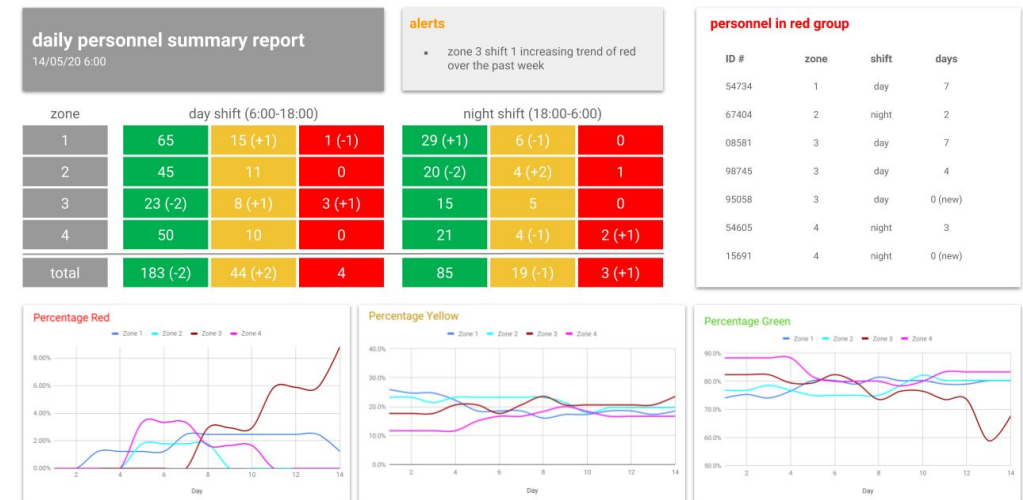 daily personnel summary report
14/05/20 6:00
alerts
• zone 3 shift 1 increasing trend of red
over the past week
zone day shift (6:00-18:00) night shift (18:00-6:00)
1 65 15 (+1) 1 (-1) 29 (+1) 6 (-1) 0
2 45 11 0 20 (-2) 4 (+2) 1
3 23 (-2) 8 (+1) 3 (+1) 15 5 0
4 50 10 0 21 4 (-1) 2 (+1)
total 183 (-2) 44 (+2) 4 85 19 (-1) 3 (+1)
personnel in red group
ID # zone shift days
54734 1 day 7
67404 2 night 2
08581 3 day 7
98745 3 day 4
95058 3 day 0 (new)
54605 4 night 3
15691 4 night 0 (new)
Percentage Red
Zone 1 Zone 2 Zone 3 Zone 4
8.00%
6.00%
4.00%
2.00%
0.00%
2 4 6 8 10 12 14
Day
Percentage Yellow
Zone 1 Zone 2 Zone 3 Zone 4
40.0%
30.0%
20.0%
10.0%
0.0%
2 4 6 8 10 12 14
Day
Percentage Green
Zone 1 Zone 2 Zone 3 Zone 4
90.0%
80.0%
70.0%
60.0%
50.0%
2 4 6 8 10 12 14
Day